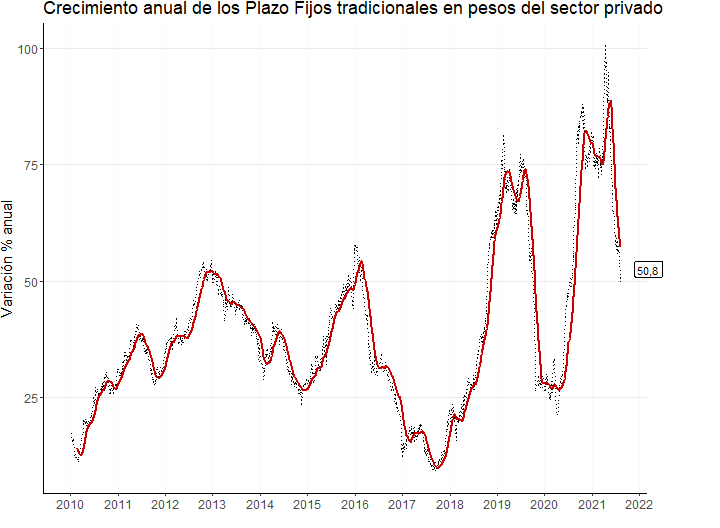 Crecimiento anual de los Plazo Fijos tradicionales en pesos del sector privado
Variación % anual
100
75
50
25
50,8
2010 2011 2012 2013 2014 2015 2016 2017 2018 2019 2020 2021 2022